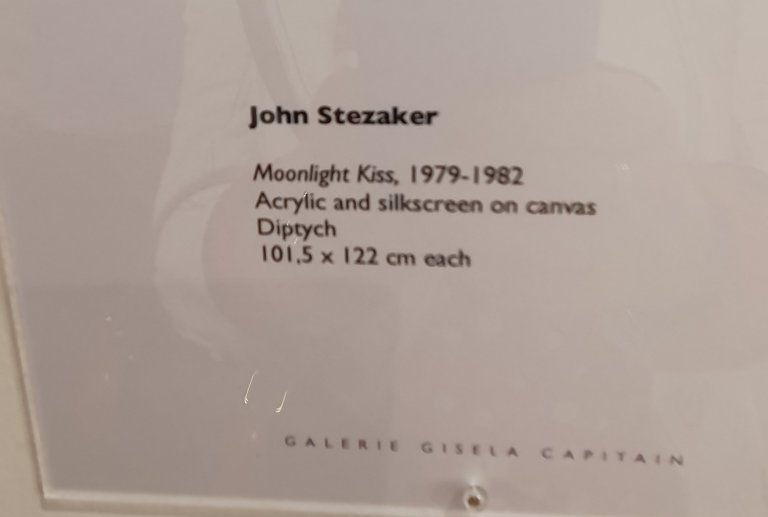 John Stezaker
Moonlight Kiss, 1979-1982
Acrylic and silkscreen on canvas
Diptych
101,5 x 122 cm each
GALERIE GISELA CAPITAIN